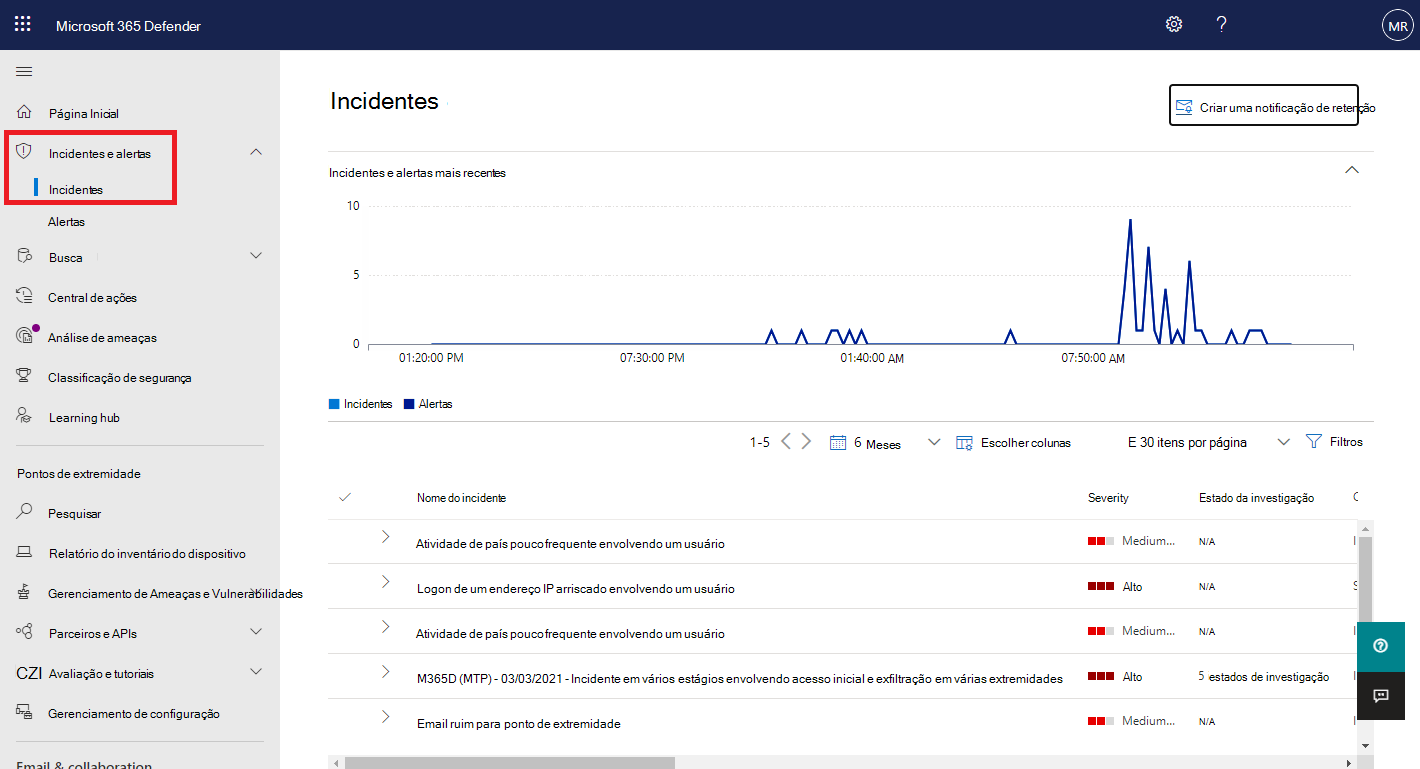 Microsoft 365 Defender
?
MR
Página Inicial
Incidentes e alertas
Incidentes
Alertas
Busca
Central de ações
Análise de ameaças
Classificação de segurança
Learning hub
Pontos de extremidade
Pesquisar
Relatório do inventário do dispositivo
Gerenciamento de Ameaças e Vulnerabilidades
Parceiros e APIs
CZI Avaliação e tutoriais
Gerenciamento de configuração
Email & collaboration
Incidentes
Criar uma notificação de retenção
Incidentes e alertas mais recentes
10
5
0
01:20:00 PM 07:30:00 PM 01:40:00 AM 07:50:00 AM
Incidentes Alertas
1-5 6 Meses Escolher colunas E 30 itens por página Filtros
Nome do incidente Severity Estado da investigação
Atividade de país pouco frequente envolvendo um usuário Medium... N/A
Logon de um endereço IP arriscado envolvendo um usuário Alto N/A
Atividade de país pouco frequente envolvendo um usuário Medium... N/A
M365D (MTP) - 03/03/2021 - Incidente em vários estágios envolvendo acesso inicial e exfiltração em várias extremidades Alto 5 estados de investigação
Email ruim para ponto de extremidade Medium... N/A